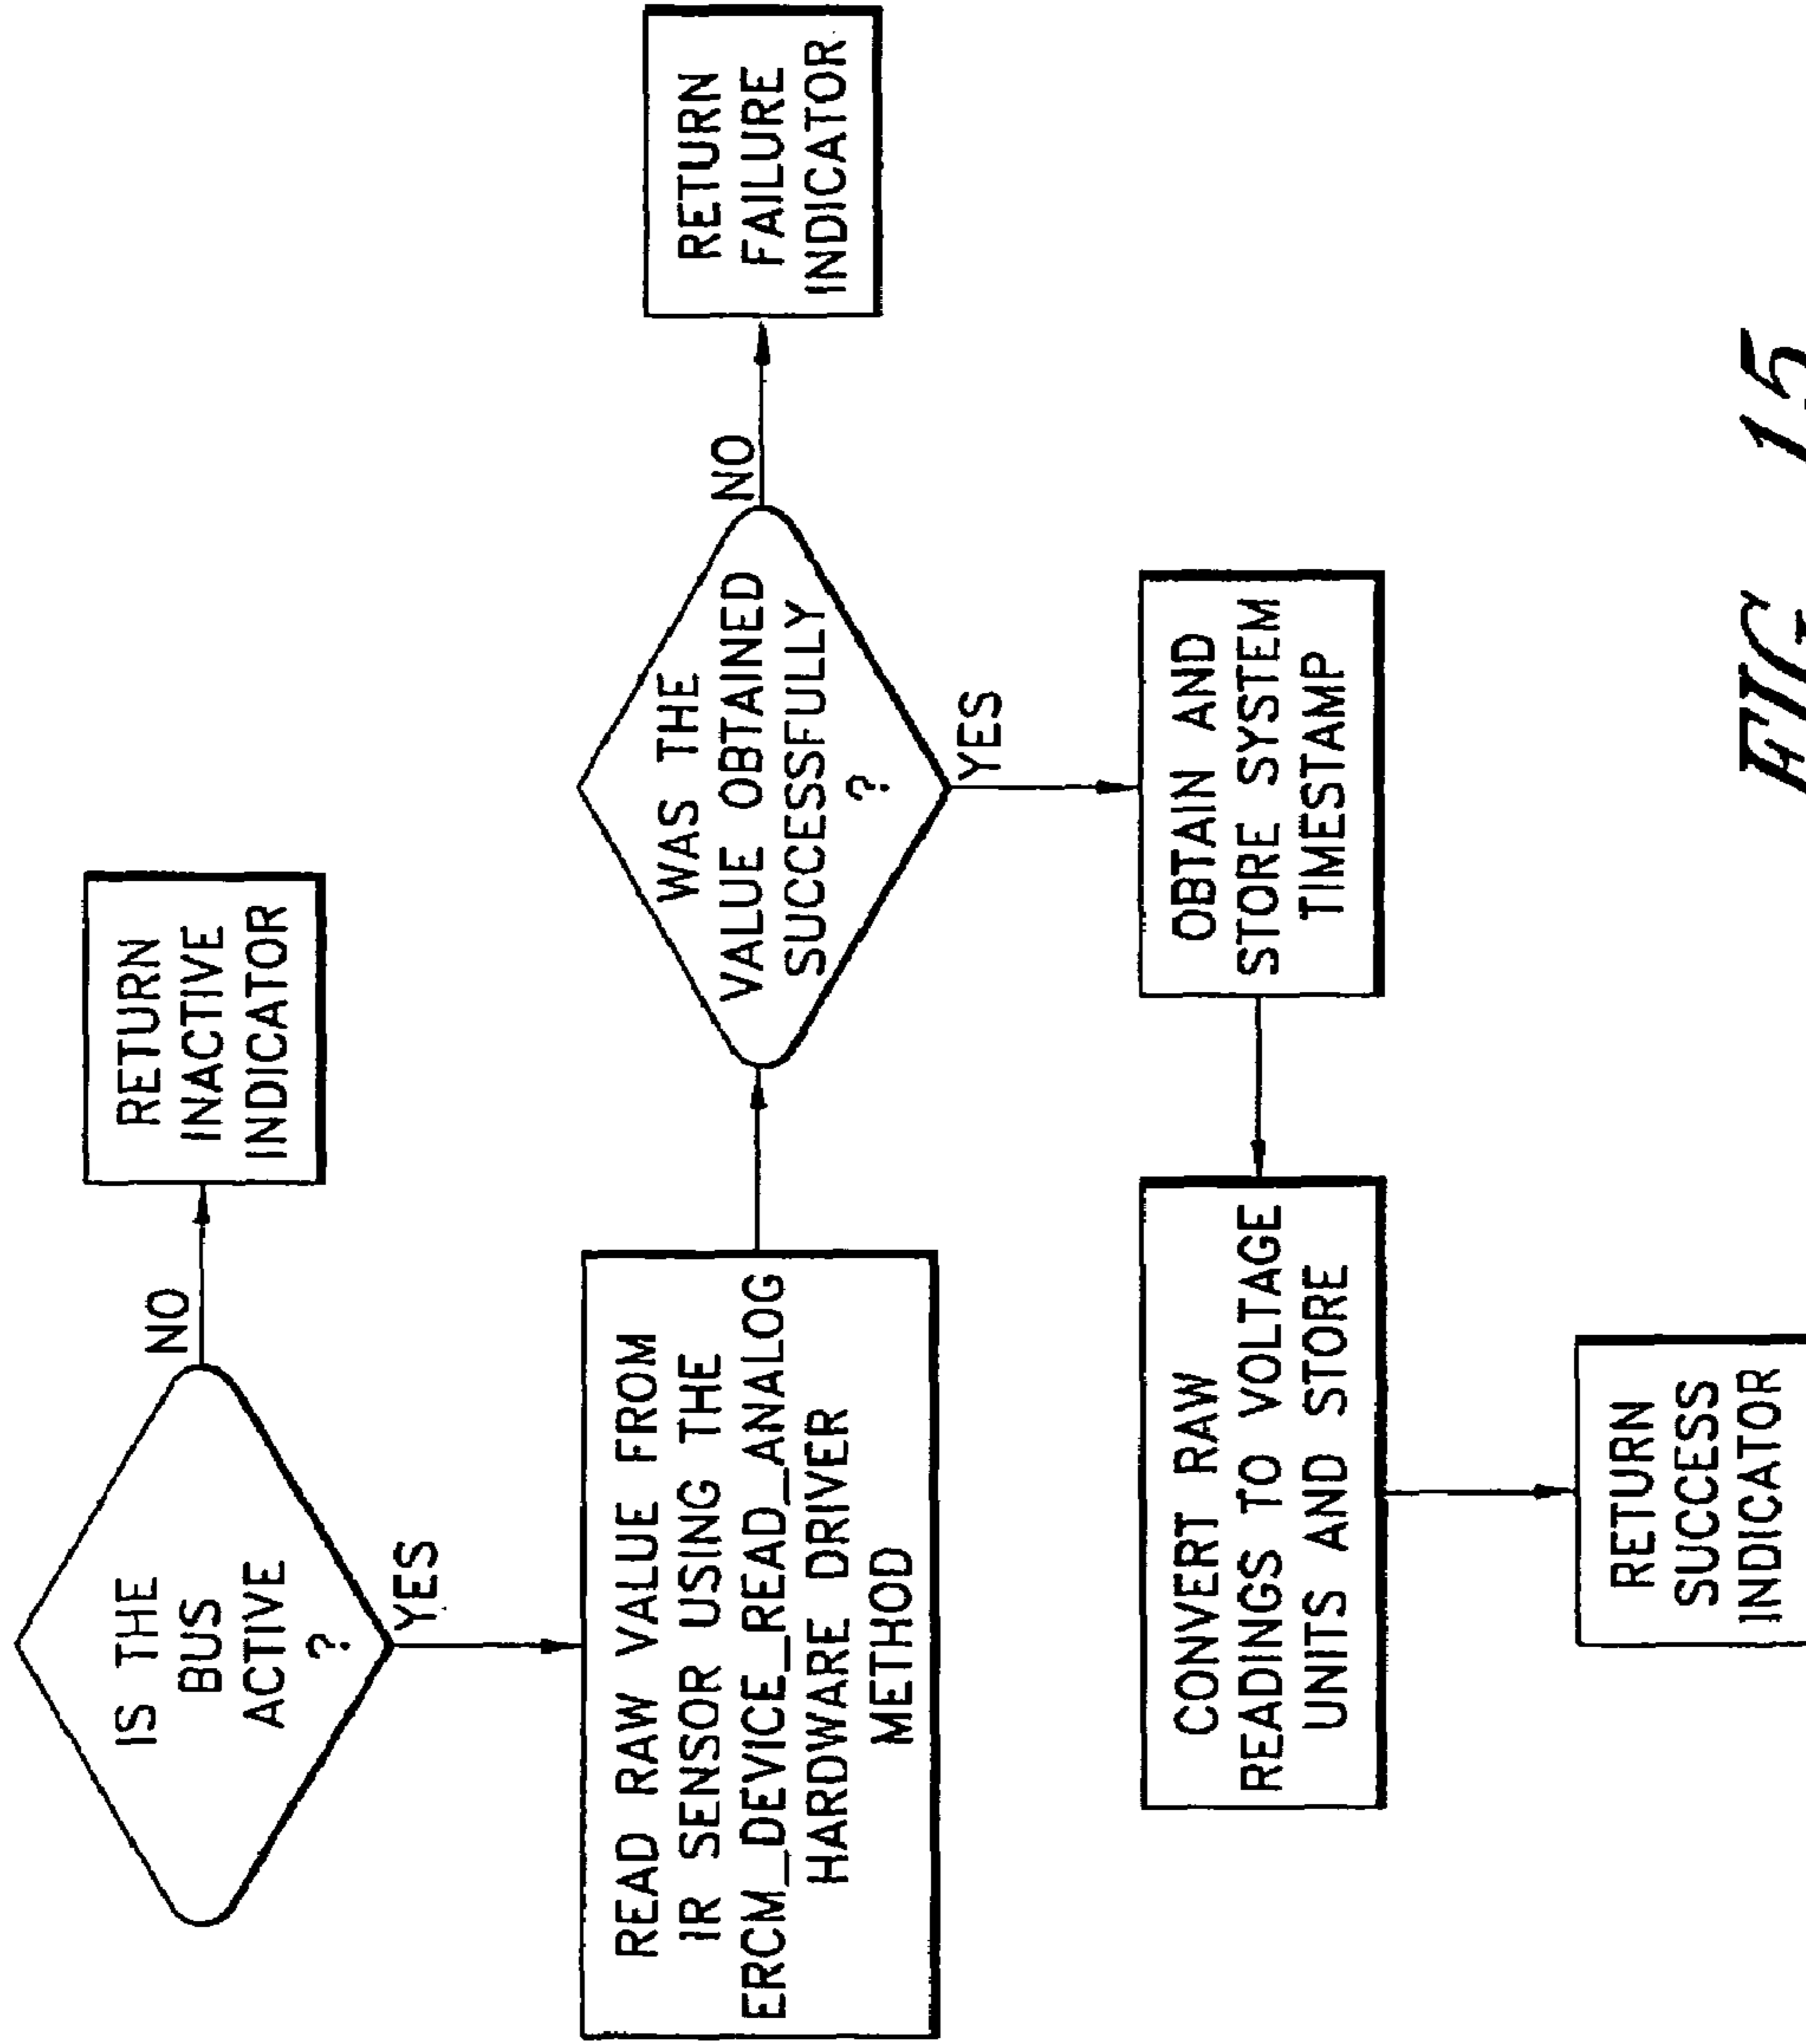 IS THE
BUS
ACTIVE
?
NO
RETURN
INACTIVE
INDICATOR
YES
READ RAW VALUE FROM
IR SENSOR USING THE
ERCM_DEVICE_READ_ANALOG
HARDWARE DRIVER
METHOD
WAS THE
VALUE OBTAINED
SUCCESSFULLY
?
NO
RETURN
FAILURE
INDICATOR
YES
OBTAIN AND
STORE SYSTEM
TIMESTAMP
CONVERT RAW
READINGS TO VOLTAGE
UNITS AND STORE
RETURN
SUCCESS
INDICATOR
FIG 15